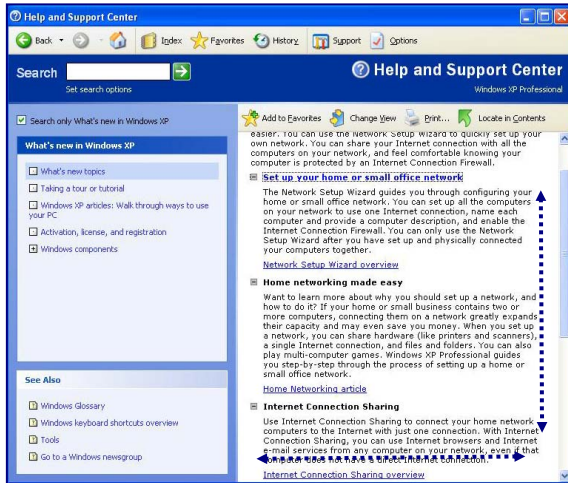 Help and Support Center
Back
Index
Favorites
History
Support
Options
Search
Set search options
Help and Support Center
Windows XP Professional
Search only What's new in Windows XP
What's new in Windows XP
What's new topics
Taking a tour or tutorial
Windows XP articles: Walk through ways to use
your PC
Activation, license, and registration
Windows components
See Also
Windows Glossary
Windows keyboard shortcuts overview
Tools
Go to a Windows newsgroup
Add to Favorites
Change View
Print...
Locate in Contents
easier. You can use the Network Setup Wizard to quickly set up your
own network. You can share your Internet connection with all the
computers on your network, and feel comfortable knowing your
computer is protected by an Internet Connection Firewall.
Set up your home or small office network
The Network Setup Wizard guides you through configuring your
home or small office network. You can set up all the computers
on your network to use one Internet connection, name each
computer and provide a computer description, and enable the
Internet Connection Firewall. You can only use the Network
Setup Wizard after you have set up and physically connected
your computers together.
Network Setup Wizard overview
Home networking made easy
Want to learn more about why you should set up a network, and
how to do it? If your home or small business contains two or
more computers, connecting them on a network greatly expands
their capacity and may even save you money. When you set up
a network, you can share hardware (like printers and scanners),
a single Internet connection, and files and folders. You can also
play multi-computer games. Windows XP Professional guides
you step-by-step through the process of setting up a home or
small office network.
Home Networking article
Internet Connection Sharing
Use Internet Connection Sharing to connect your home network
computers to the Internet with just one connection. With Internet
Connection Sharing, you can use Internet browsers and Internet
e-mail services from any computer on your network, even if that
computer does not have a direct Internet connection.
Internet Connection Sharing overview